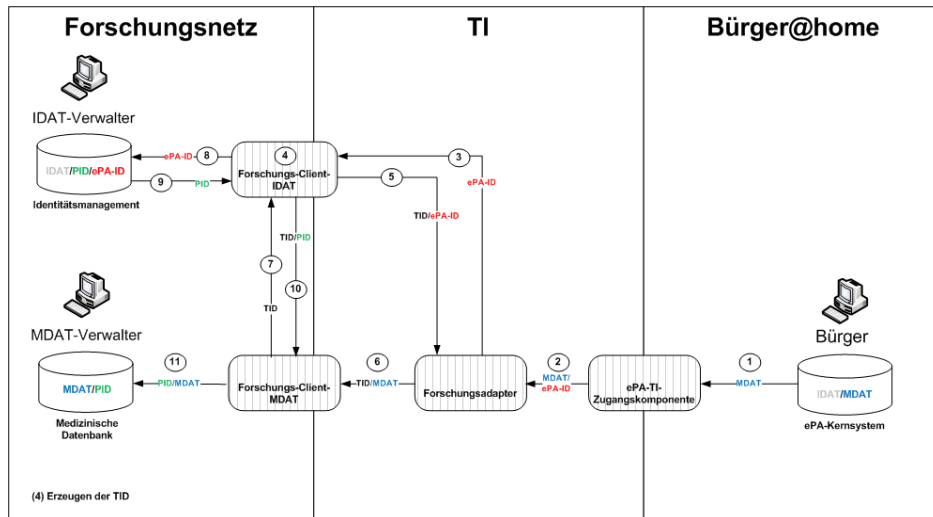 Forschungsnetz
TI
Bürger@home
IDAT-Verwalter
IDAT/PID/ePA-ID
Identitätsmanagement
ePA-ID
8
9
PID
4
Forschungs-Client-
IDAT
3
ePA-ID
5
TID/ePA-ID
TID/PID
7
10
TID
MDAT-Verwalter
MDAT/PID
Medizinische
Datenbank
11
PID/MDAT
Forschungs-Client-
MDAT
6
TID/MDAT
Forschungsadapter
2
MDAT/
ePA-ID
ePA-TI-
Zugangskomponente
1
MDAT
Bürger
IDAT/MDAT
ePA-Kernsystem
(4) Erzeugen der TID